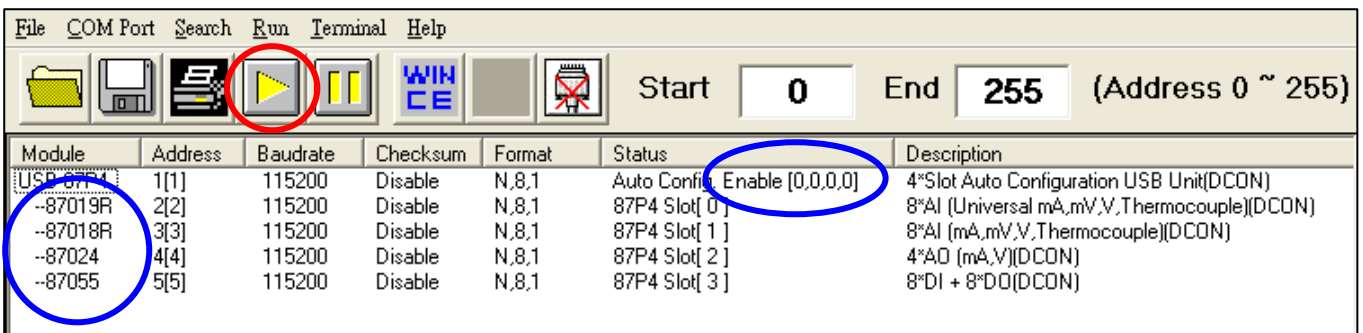 File COM Port Search Run Terminal Help
WIN CE Start 0 End 255 (Address 0 ~ 255)
Module Address Baudrate Checksum Format Status Description
USB-87P4 1[1] 115200 Disable N,8,1 Auto Config. Enable [0,0,0,0] 4*Slot Auto Configuration USB Unit(DCON)
--87019R 2[2] 115200 Disable N,8,1 87P4 Slot[ 0 ] 8*AI (Universal mA,mV,V,Thermocouple)(DCON)
--87018R 3[3] 115200 Disable N,8,1 87P4 Slot[ 1 ] 8*AI (mA,mV,V,Thermocouple)(DCON)
--87024 4[4] 115200 Disable N,8,1 87P4 Slot[ 2 ] 4*AO (mA,V)(DCON)
--87055 5[5] 115200 Disable N,8,1 87P4 Slot[ 3 ] 8*DI + 8*DO(DCON)